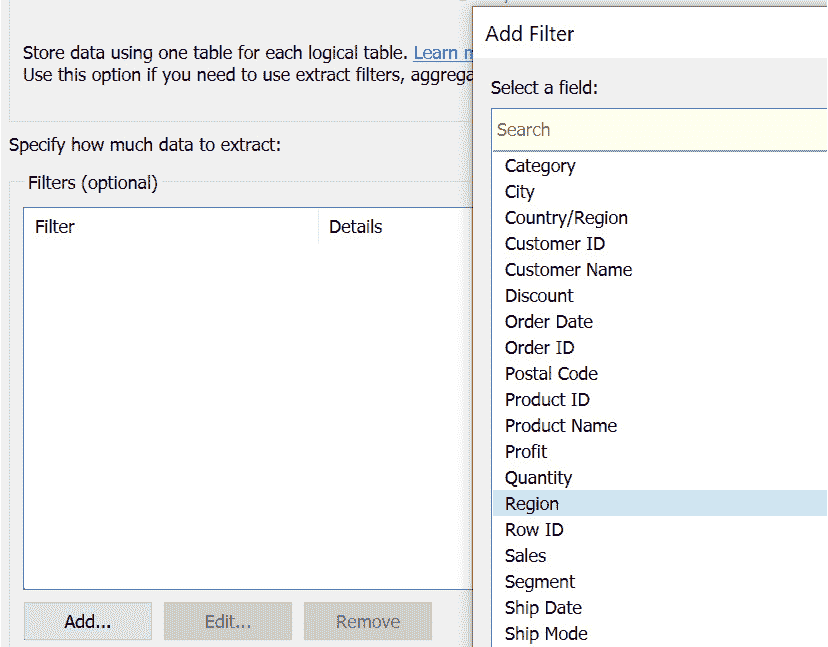 Store data using one table for each logical table. Learn
Use this option if you need to use extract filters, aggrega
Specify how much data to extract:
Filters (optional)
Filter Details
Add... Edit... Remove
Add Filter
Select a field:
Search
Category
City
Country/Region
Customer ID
Customer Name
Discount
Order Date
Order ID
Postal Code
Product ID
Product Name
Profit
Quantity
Region
Row ID
Sales
Segment
Ship Date
Ship Mode